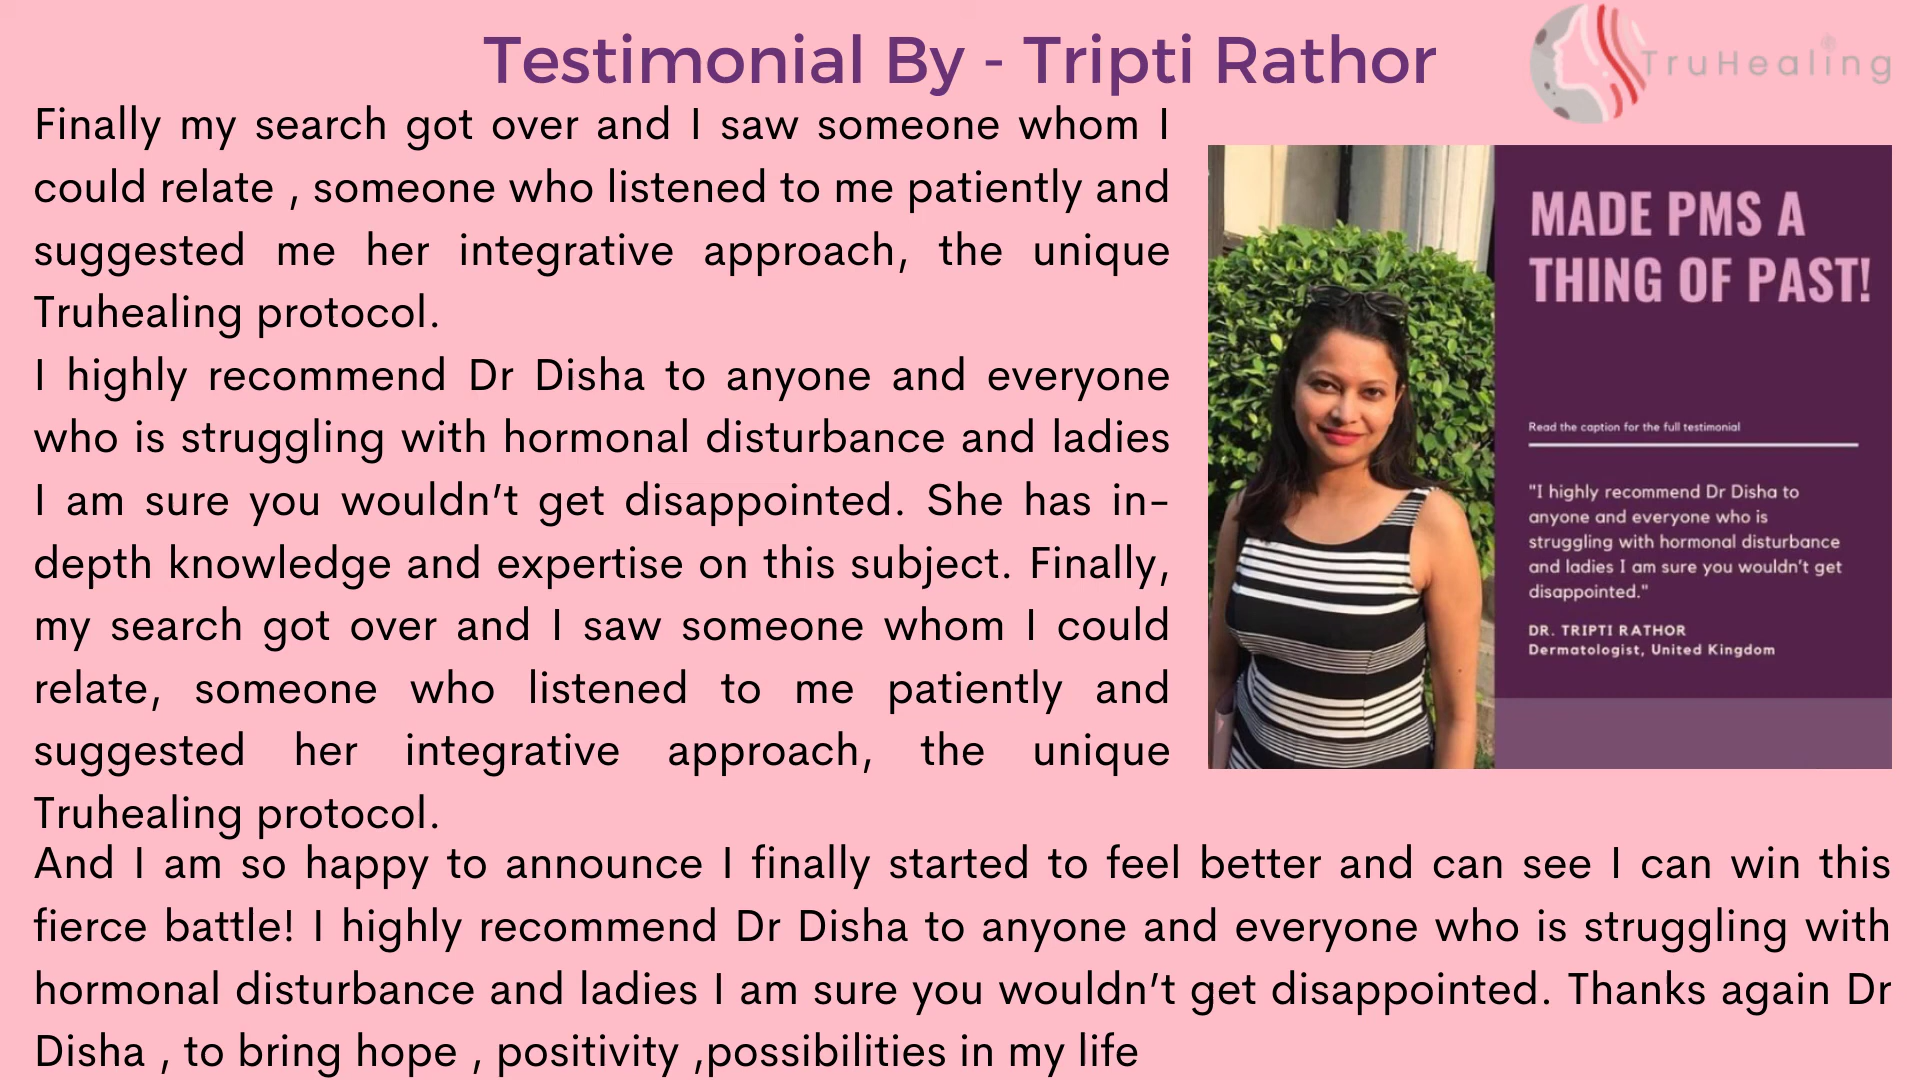 Testimonial By - Tripti Rathor
TruHealing
Finally my search got over and I saw someone whom I
could relate , someone who listened to me patiently and
suggested me her integrative approach, the unique
Truhealing protocol.
I highly recommend Dr Disha to anyone and everyone
who is struggling with hormonal disturbance and ladies
I am sure you wouldn’t get disappointed. She has in-
depth knowledge and expertise on this subject. Finally,
my search got over and I saw someone whom I could
relate, someone who listened to me patiently and
suggested her integrative approach, the unique
Truhealing protocol.
And I am so happy to announce I finally started to feel better and can see I can win this
fierce battle! I highly recommend Dr Disha to anyone and everyone who is struggling with
hormonal disturbance and ladies I am sure you wouldn’t get disappointed. Thanks again Dr
Disha , to bring hope , positivity ,possibilities in my life
MADE PMS A
THING OF PAST!
Read the caption for the full testimonial
"I highly recommend Dr Disha to
anyone and everyone who is
struggling with hormonal disturbance
and ladies I am sure you wouldn’t get
disappointed."
DR. TRIPTI RATHOR
Dermatologist, United Kingdom